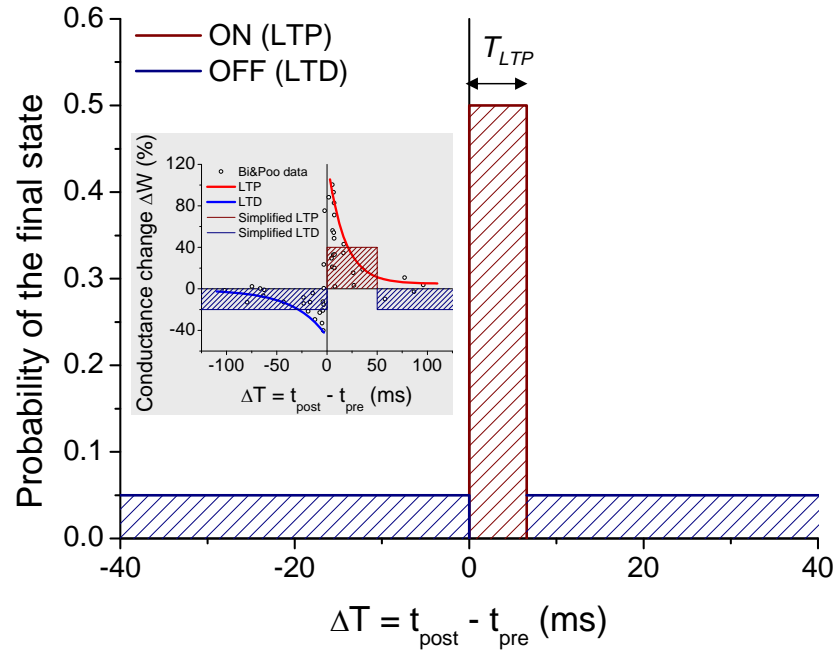 ON (LTP)
OFF (LTD)
T_LTP
Probability of the final state
0.6
0.5
0.4
0.3
0.2
0.1
0.0
-40
-20
0
20
40
ΔT = t_post - t_pre (ms)
Conductance change ΔW (%)
120
80
40
0
-40
Bi&Poo data
LTP
LTD
Simplified LTP
Simplified LTD
-100
-50
0
50
100
ΔT = t_post - t_pre (ms)